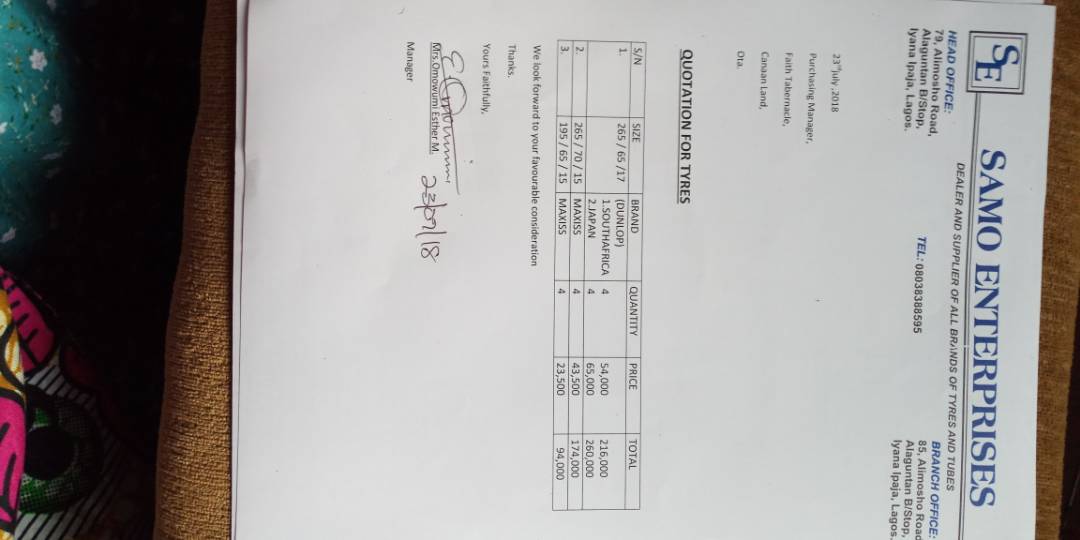 SE SAMO ENTERPRISES
DEALER AND SUPPLIER OF ALL BRANDS OF TYRES AND TUBES
HEAD OFFICE:
79, Alimosho Road,
Alaguntan B/Stop,
Iyana Ipaja, Lagos.
TEL: 08038388595
BRANCH OFFICE:
85, Alimosho Road
Alaguntan B/Stop,
Iyana Ipaja, Lagos.
23rd July ,2018
Purchasing Manager,
Faith Tabernacle,
Canaan Land,
Ota.
QUOTATION FOR TYRES
S/N SIZE BRAND QUANTITY PRICE TOTAL
1. 265 / 65 /17 (DUNLOP)
1.SOUTHAFRICA 4 54,000 216,000
2.JAPAN 4 65,000 260,000
2. 265 / 70 / 15 MAXISS 4 43,500 174,000
3. 195 / 65 / 15 MAXISS 4 23,500 94,000
We look forward to your favourable consideration
Thanks.
Yours Faithfully,
23/07/18
Mrs.Omowumi Esther M.
Manager